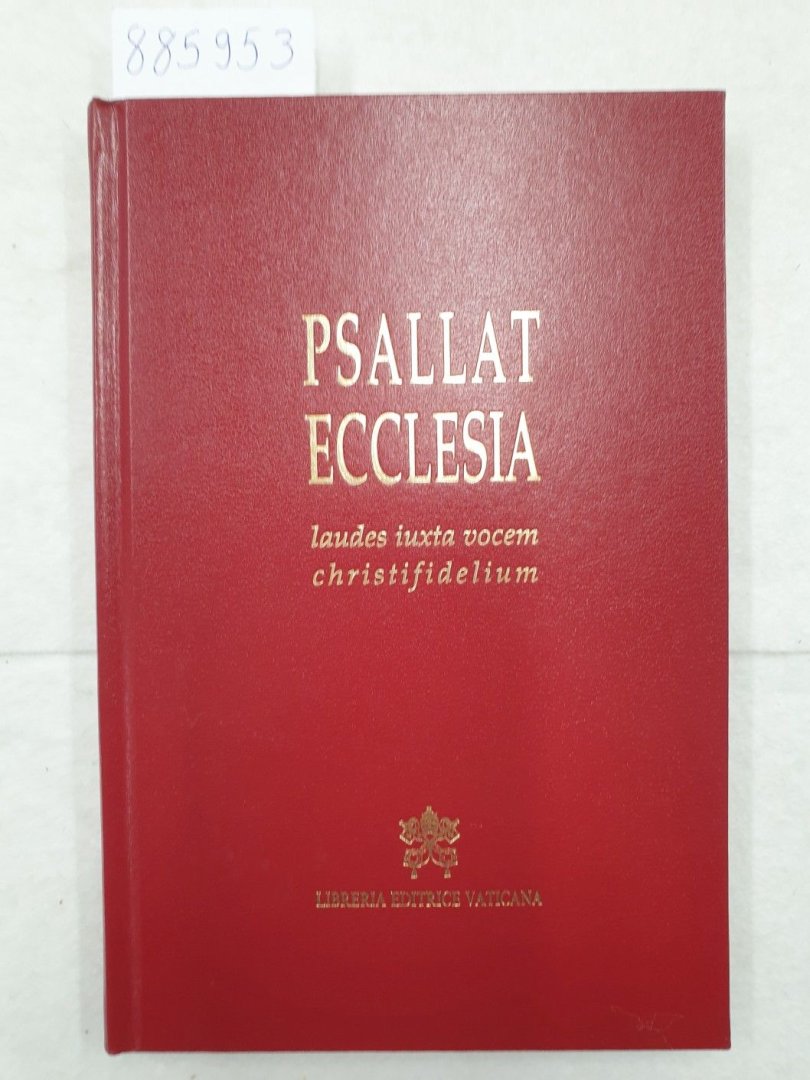 885953
PSALLAT
ECCLESIA
laudes iuxta vocem
christifidelium
LIBRERIA EDITRICE VATICANA